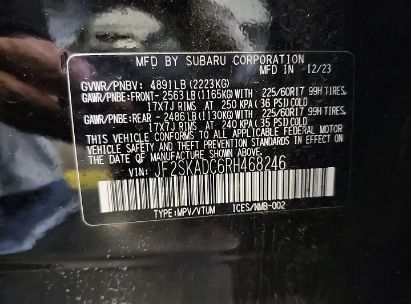 MFD BY SUBARU CORPORATION
MFD IN - 12/23
GVWR/PNBV: 4891LB (2223KG)
GAWR/PNBE:FRONT-2563LB(1165KG)WITH 225/60R17 99H TIRES,
17X7J RIMS AT 250 KPA (36 PSI) COLD
GAWR/PNBE:REAR -2486LB(1130KG)WITH 225/60R17 99H TIRES,
17X7J RIMS AT 240 KPA (35 PSI) COLD
THIS VEHICLE CONFORMS TO ALL APPLICABLE FEDERAL MOTOR
VEHICLE SAFETY STANDARDS IN EFFECT ON THE
DATE OF MANUFACTURE SHOWN ABOVE.
VIN: JF2SKADC6RH468246
TYPE:MPV/VTUM ICES/NMB-002